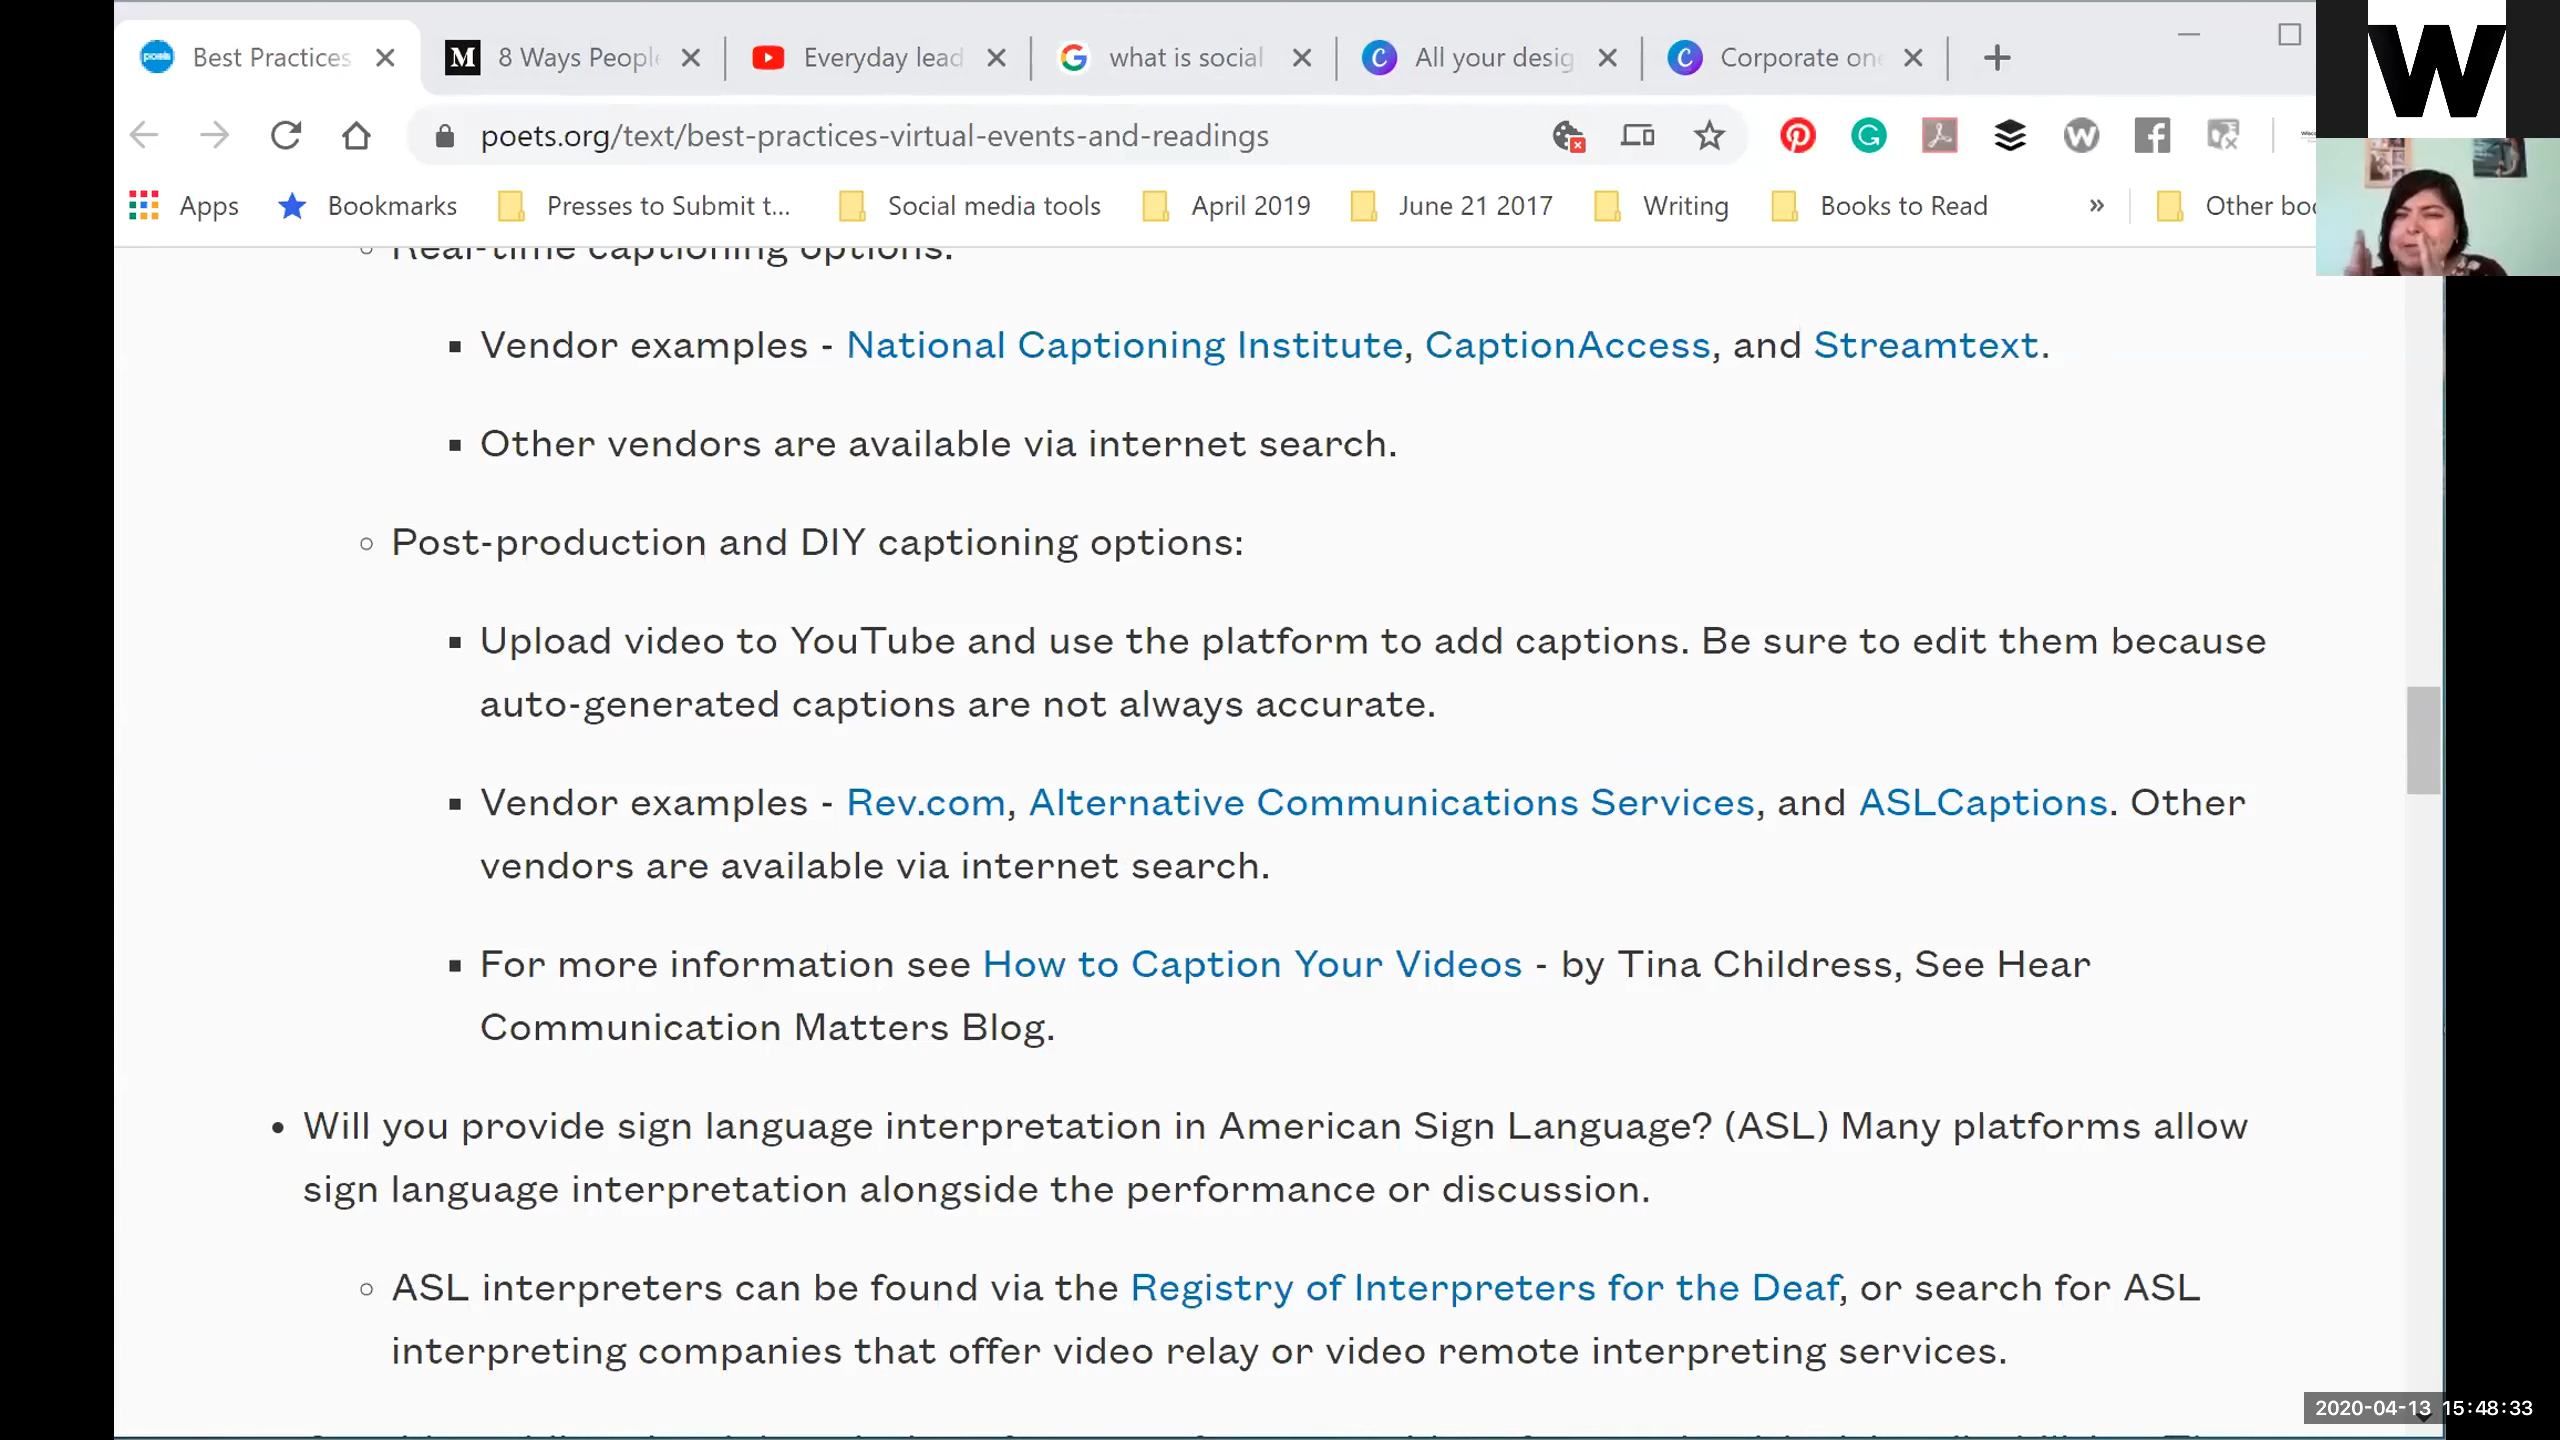 Best Practices
8 Ways Peopl
Everyday lead
what is social
All your desig
Corporate on
W
poets.org/text/best-practices-virtual-events-and-readings
Apps
Bookmarks
Presses to Submit t...
Social media tools
April 2019
June 21 2017
Writing
Books to Read
»
Other boo
Real-time captioning options:
Vendor examples - National Captioning Institute, CaptionAccess, and Streamtext.
Other vendors are available via internet search.
Post-production and DIY captioning options:
Upload video to YouTube and use the platform to add captions. Be sure to edit them because
auto-generated captions are not always accurate.
Vendor examples - Rev.com, Alternative Communications Services, and ASLCaptions. Other
vendors are available via internet search.
For more information see How to Caption Your Videos - by Tina Childress, See Hear
Communication Matters Blog.
Will you provide sign language interpretation in American Sign Language? (ASL) Many platforms allow
sign language interpretation alongside the performance or discussion.
ASL interpreters can be found via the Registry of Interpreters for the Deaf, or search for ASL
interpreting companies that offer video relay or video remote interpreting services.
2020-04-13 15:48:33